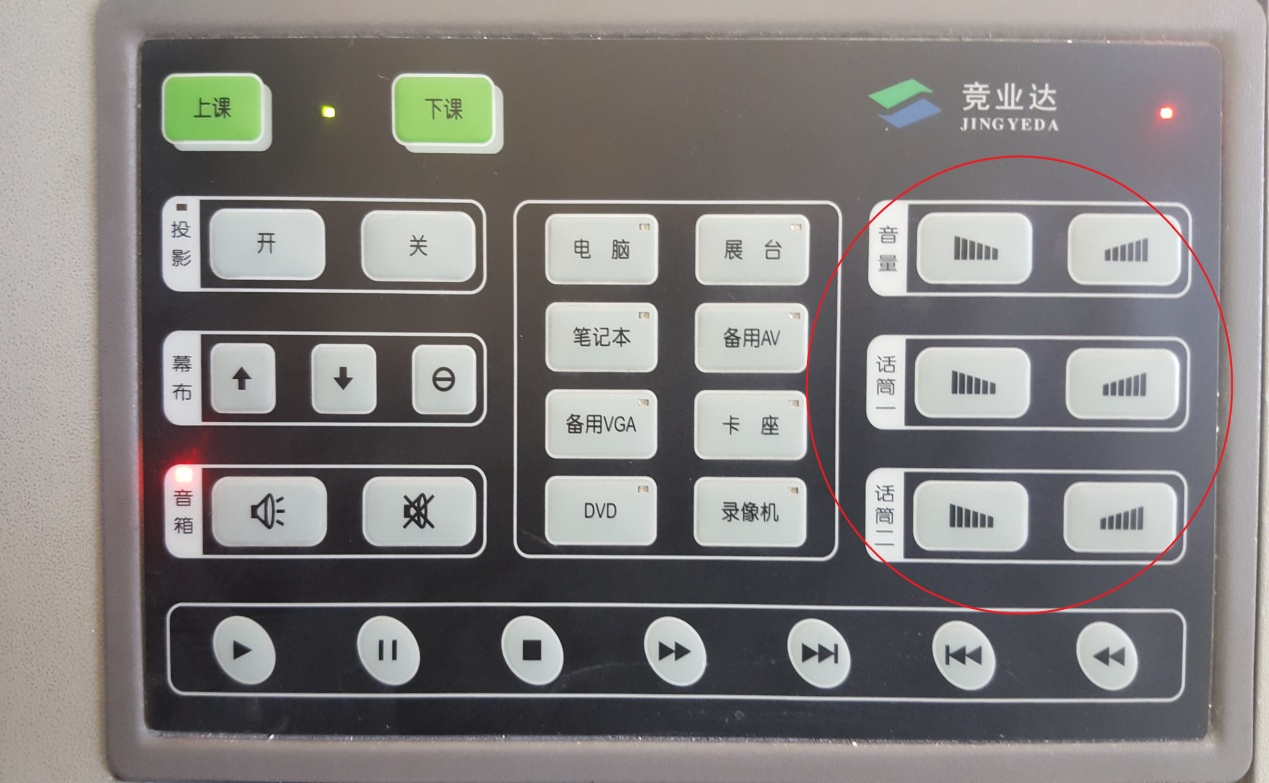 上课
下课
竞业达
JINGYEDA
投影
开
关
电脑
展台
音量
笔记本
备用AV
幕布
话筒一
备用VGA
卡座
音箱
DVD
录像机
话筒二